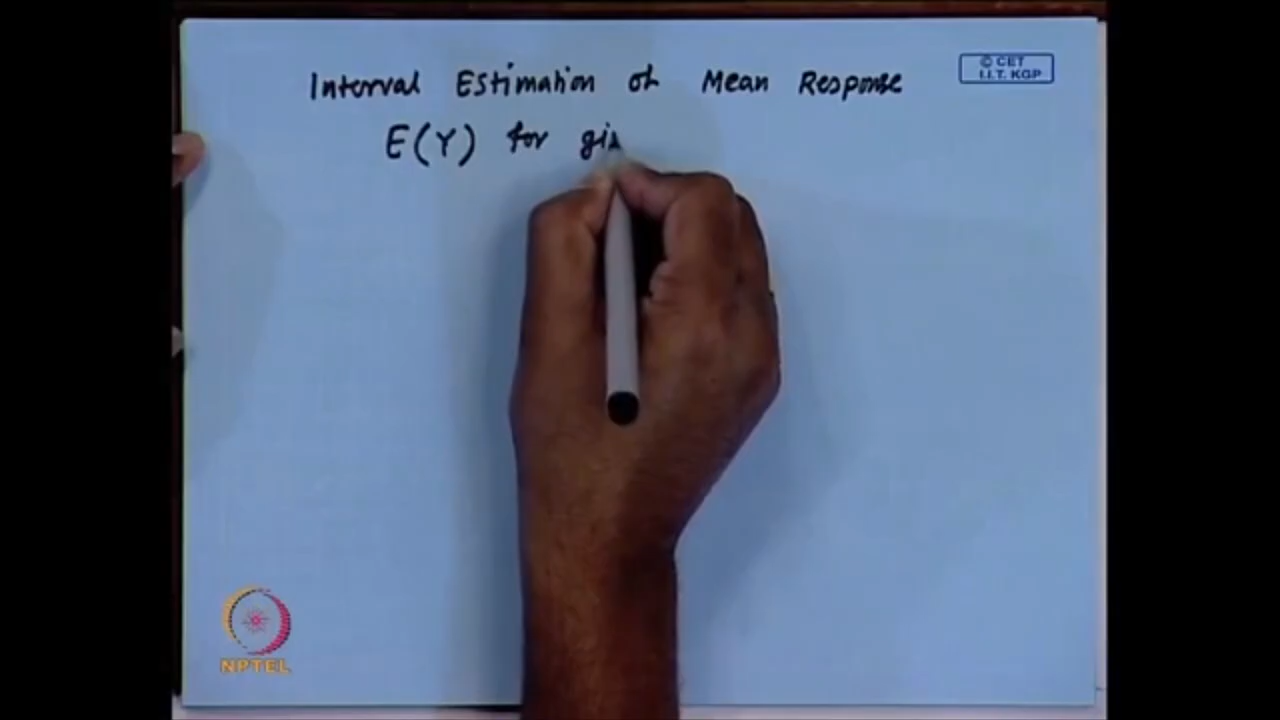 Interval Estimation of Mean Response
© CET
I.I.T. KGP
E(Y) for gi
NPTEL